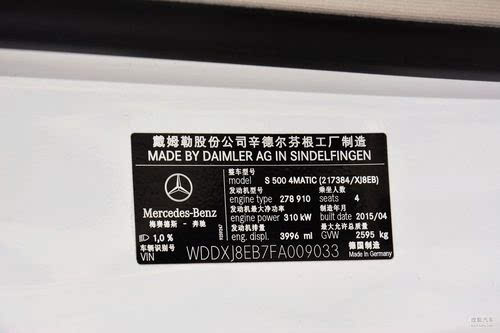 戴姆勒股份公司辛德尔芬根工厂制造
MADE BY DAIMLER AG IN SINDELFINGEN
整车型号 乘坐人数
model S 500 4MATIC (217384/XJ8EB)
发动机型号
engine type 278 910 seats 4
发动机最大净功率 制造年月
engine power 310 kW built date 2015/04
发动机排量 最大允许总质量
eng. displ. 3996 ml GVW 2595 kg
Mercedes-Benz
梅赛德斯-奔驰
1,0 %
车辆识别号
VIN WDDXJ8EB7FA009033
德国制造
Made in Germany
搜狐汽车